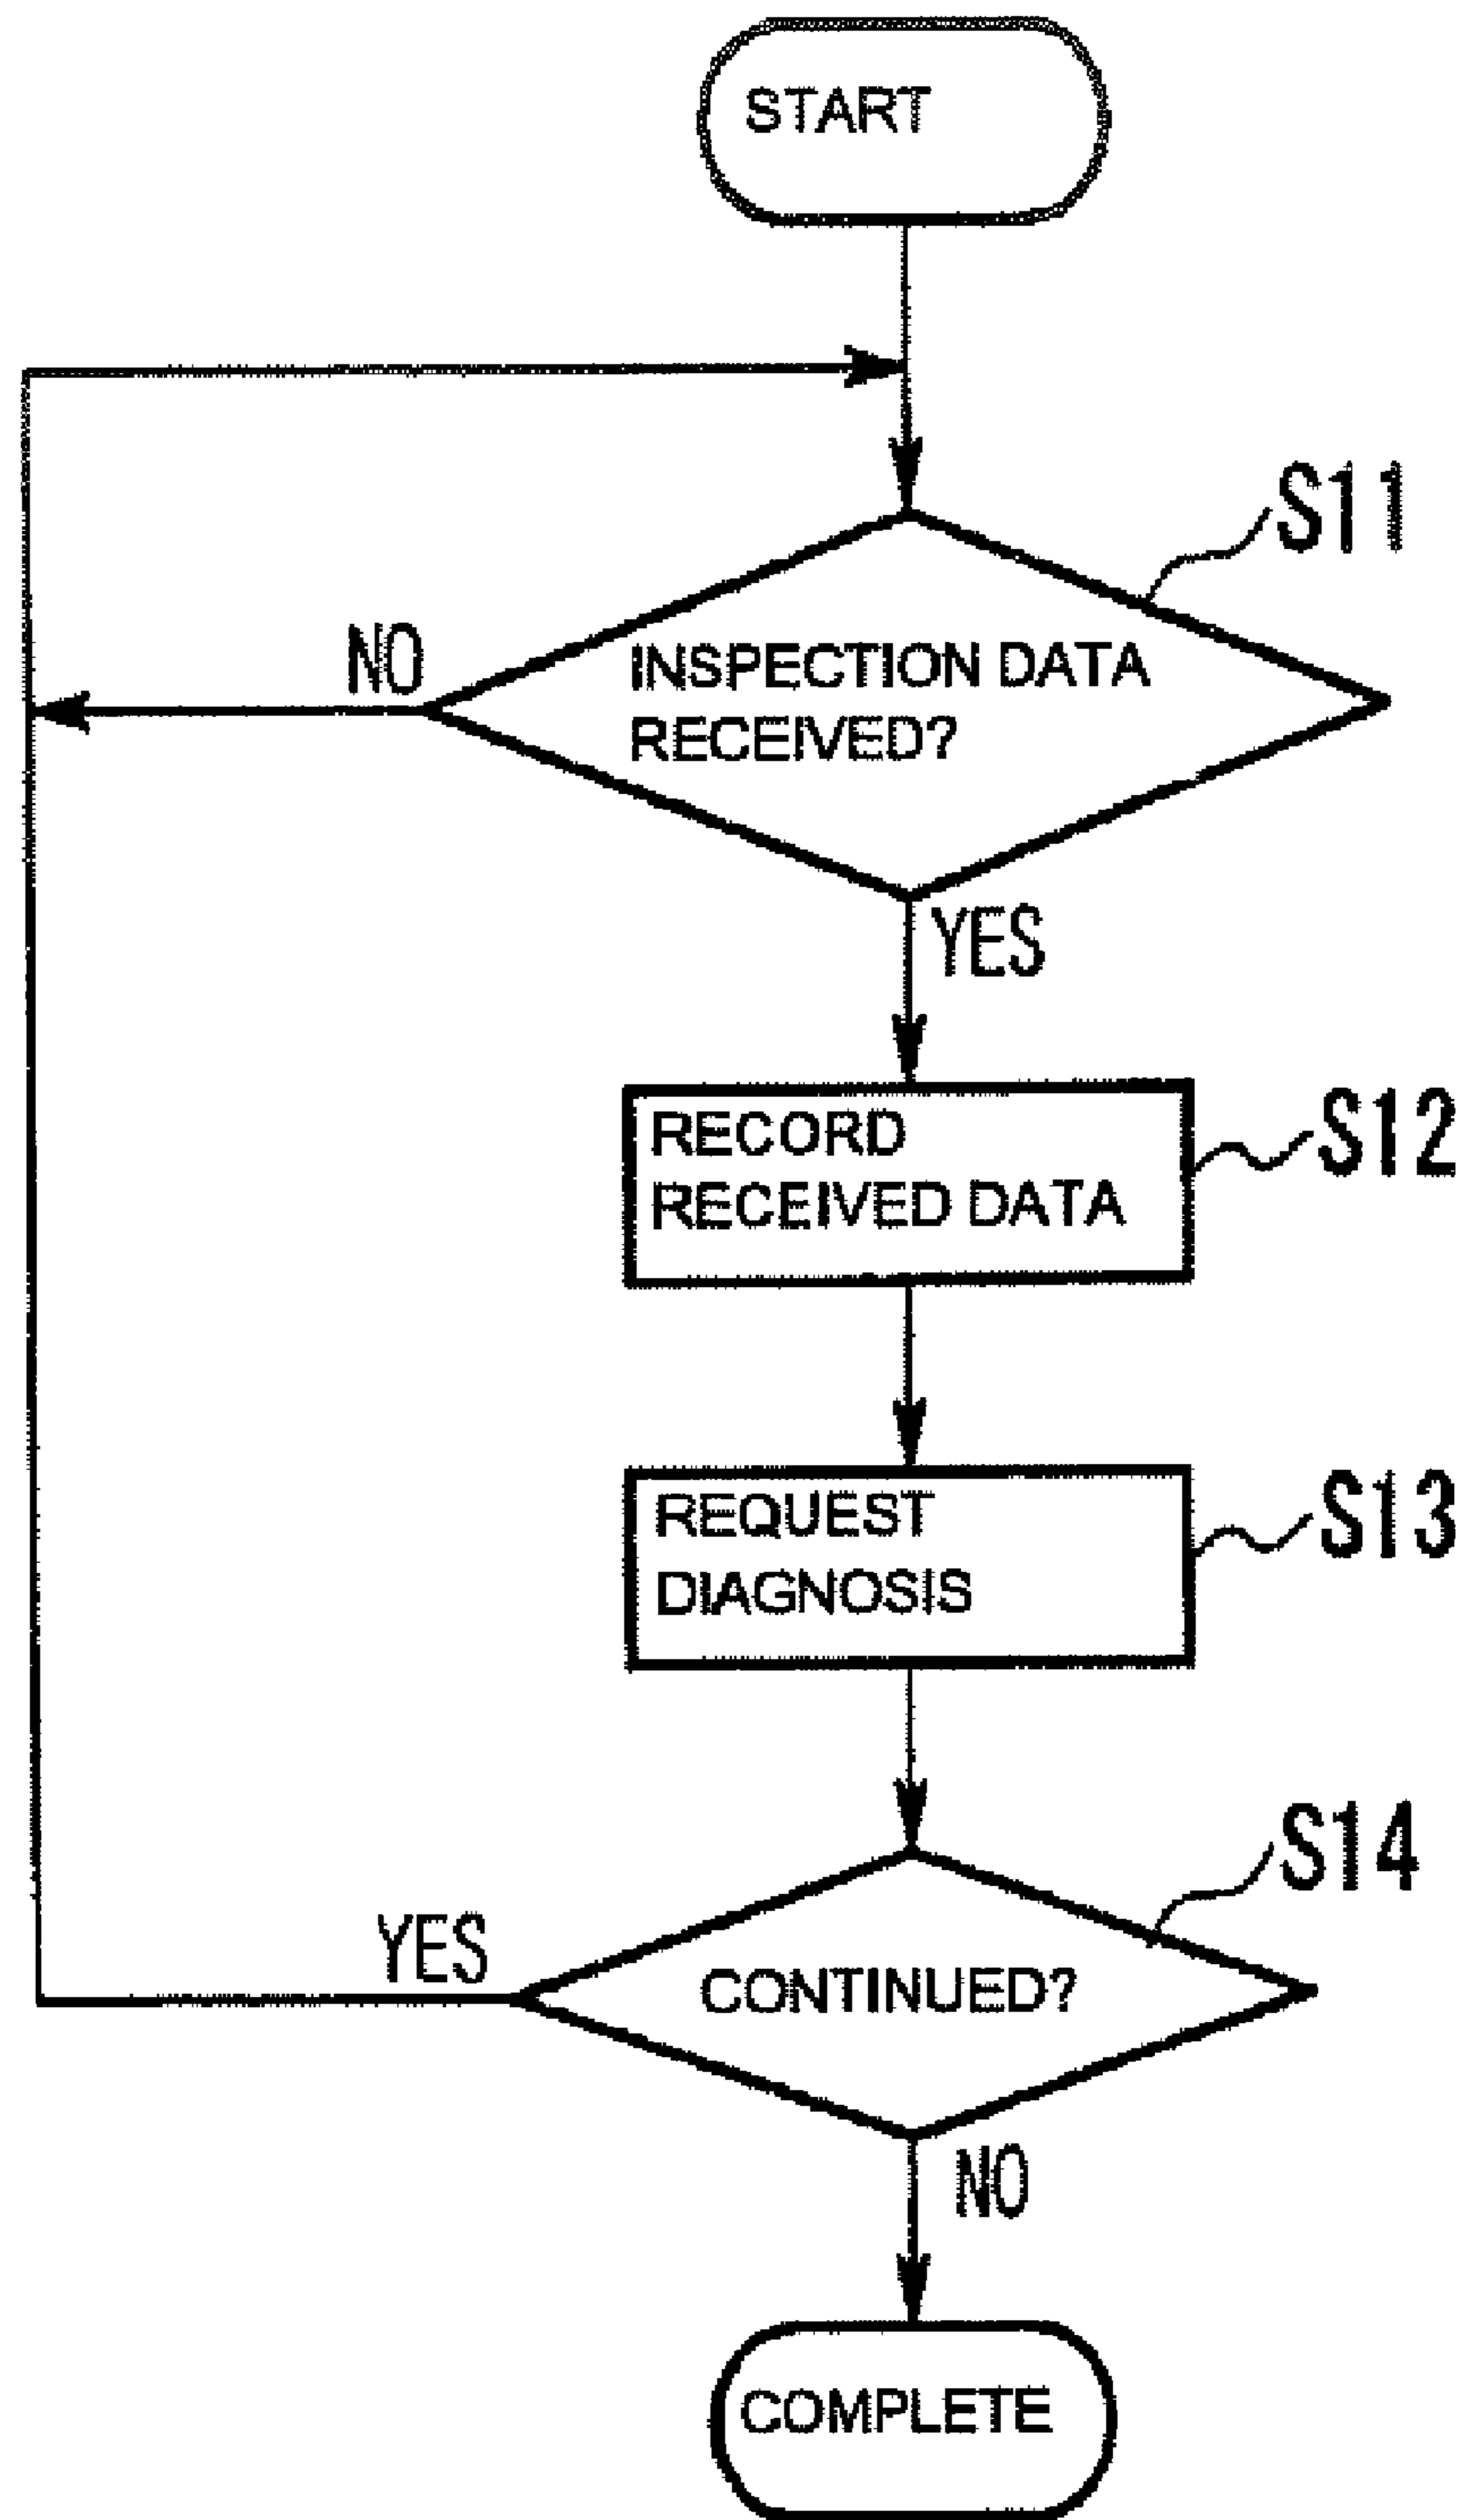 START
S11
NO
INSPECTION DATA
RECEIVED?
YES
RECORD
RECEIVED DATA
S12
REQUEST
DIAGNOSIS
S13
S14
YES
CONTINUED?
NO
COMPLETE